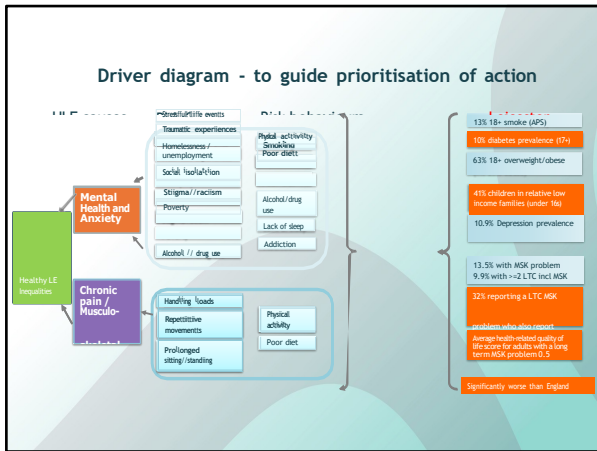 Driver diagram - to guide prioritisation of action
Stressful life events
Traumatic experiences
Homelessness /
unemployment
Social isolation
Stigma//raciism
Poverty
Alcohol // drug use
Physical activity
Smoking
Poor diett
Alcohol/drug
use
Lack of sleep
Addiction
Mental
Health and
Anxiety
Healthy LE
Inequalities
Chronic
pain /
Musculo-
Handling loads
Repetitive
movements
Prolonged
sitting//standing
Physical
activity
Poor diet
13% 18+ smoke (APS)
10% diabetes prevalence (17+)
63% 18+ overweight/obese
41% children in relative low
income families (under 16s)
10.9% Depression prevalence
13.5% with MSK problem
9.9% with >=2 LTC incl MSK
32% reporting a LTC MSK
problem who also report
Average health-related quality of
life score for adults with a long
term MSK problem 0.5
Significantly worse than England